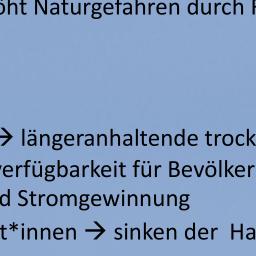 öht Naturgefahren durch
→ längeranhaltende trock
verfügbarkeit für Bevölker
d Stromgewinnung
t*innen → sinken der Ha